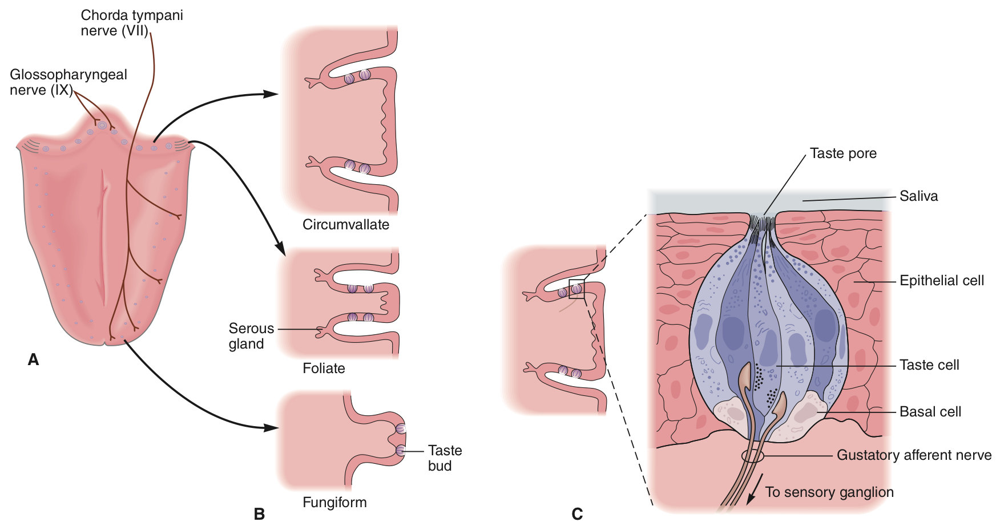 Chorda tympani
nerve (VII)
Glossopharyngeal
nerve (IX)
A
Circumvallate
Serous
gland
Foliate
Taste
bud
Fungiform
B
Taste pore
Saliva
Epithelial cell
Taste cell
Basal cell
Gustatory afferent nerve
To sensory ganglion
C